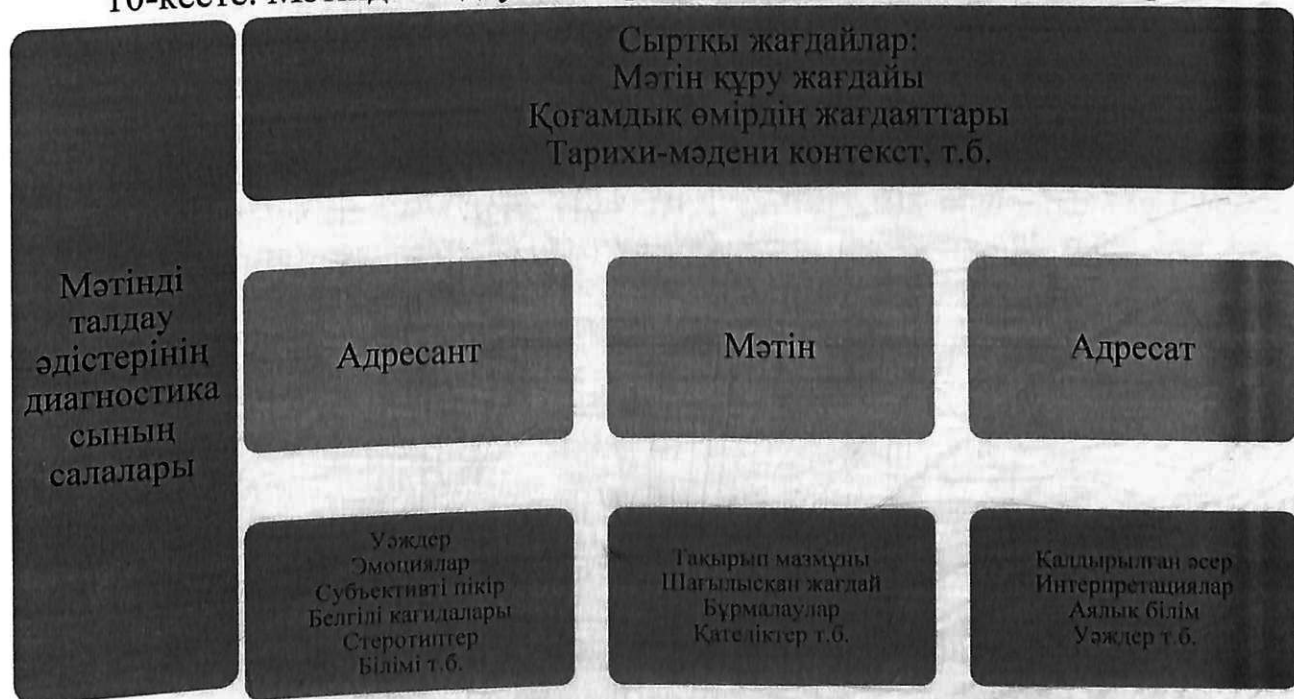 10-кесте.
Сыртқы жағдайлар:
Мәтін құру жағдайы
Қоғамдық өмірдің жағдаяттары
Тарихи-мәдени контекст, т.б.
Мәтінді
талдау
әдістерінің
диагностика
сының
салалары
Адресант
Мәтін
Адресат
Уәждер
Эмоциялар
Субъективті пікір
Белгілі қағидалары
Стеротиптер
Білімі т.б.
Тақырып мазмұны
Шағылысқан жағдай
Бұрмалаулар
Қателіктер т.б.
Қалдырылған әсер
Интерпретациялар
Аялық білім
Уәждер т.б.